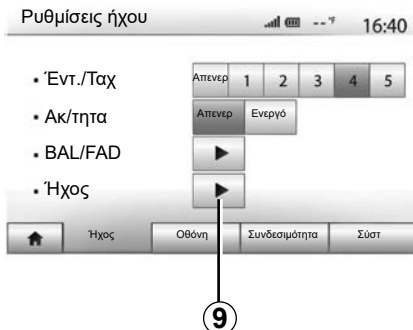 Ρυθμίσεις ήχου --°F 16:40
• Έντ./Ταχ Απενερ 1 2 3 4 5
• Ακ/τητα Απενερ Ενεργό
• BAL/FAD
• Ήχος
Ήχος Οθόνη Συνδεσιμότητα Σύστ
9